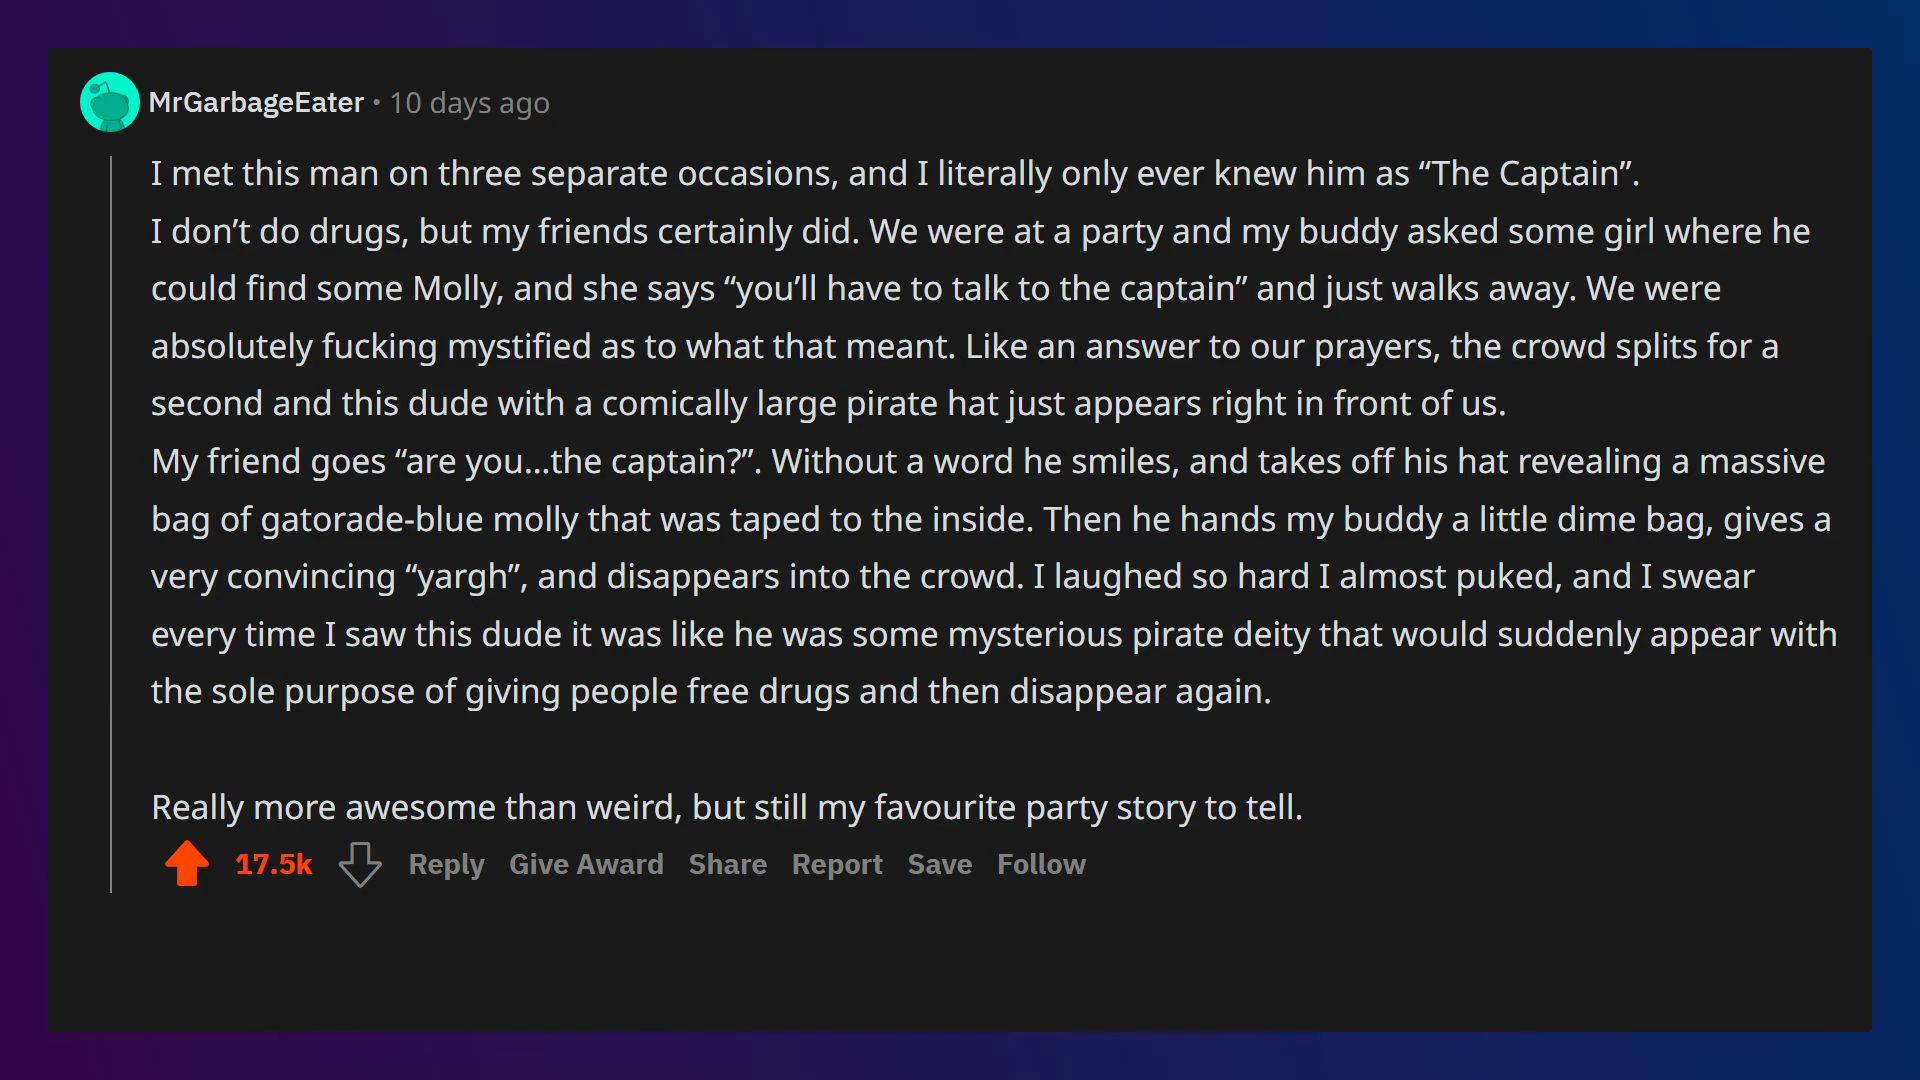 MrGarbageEater • 10 days ago
I met this man on three separate occasions, and I literally only ever knew him as “The Captain”.
I don’t do drugs, but my friends certainly did. We were at a party and my buddy asked some girl where he
could find some Molly, and she says “you’ll have to talk to the captain” and just walks away. We were
absolutely fucking mystified as to what that meant. Like an answer to our prayers, the crowd splits for a
second and this dude with a comically large pirate hat just appears right in front of us.
My friend goes “are you...the captain?”. Without a word he smiles, and takes off his hat revealing a massive
bag of gatorade-blue molly that was taped to the inside. Then he hands my buddy a little dime bag, gives a
very convincing “yargh”, and disappears into the crowd. I laughed so hard I almost puked, and I swear
every time I saw this dude it was like he was some mysterious pirate deity that would suddenly appear with
the sole purpose of giving people free drugs and then disappear again.
Really more awesome than weird, but still my favourite party story to tell.
17.5k Reply Give Award Share Report Save Follow